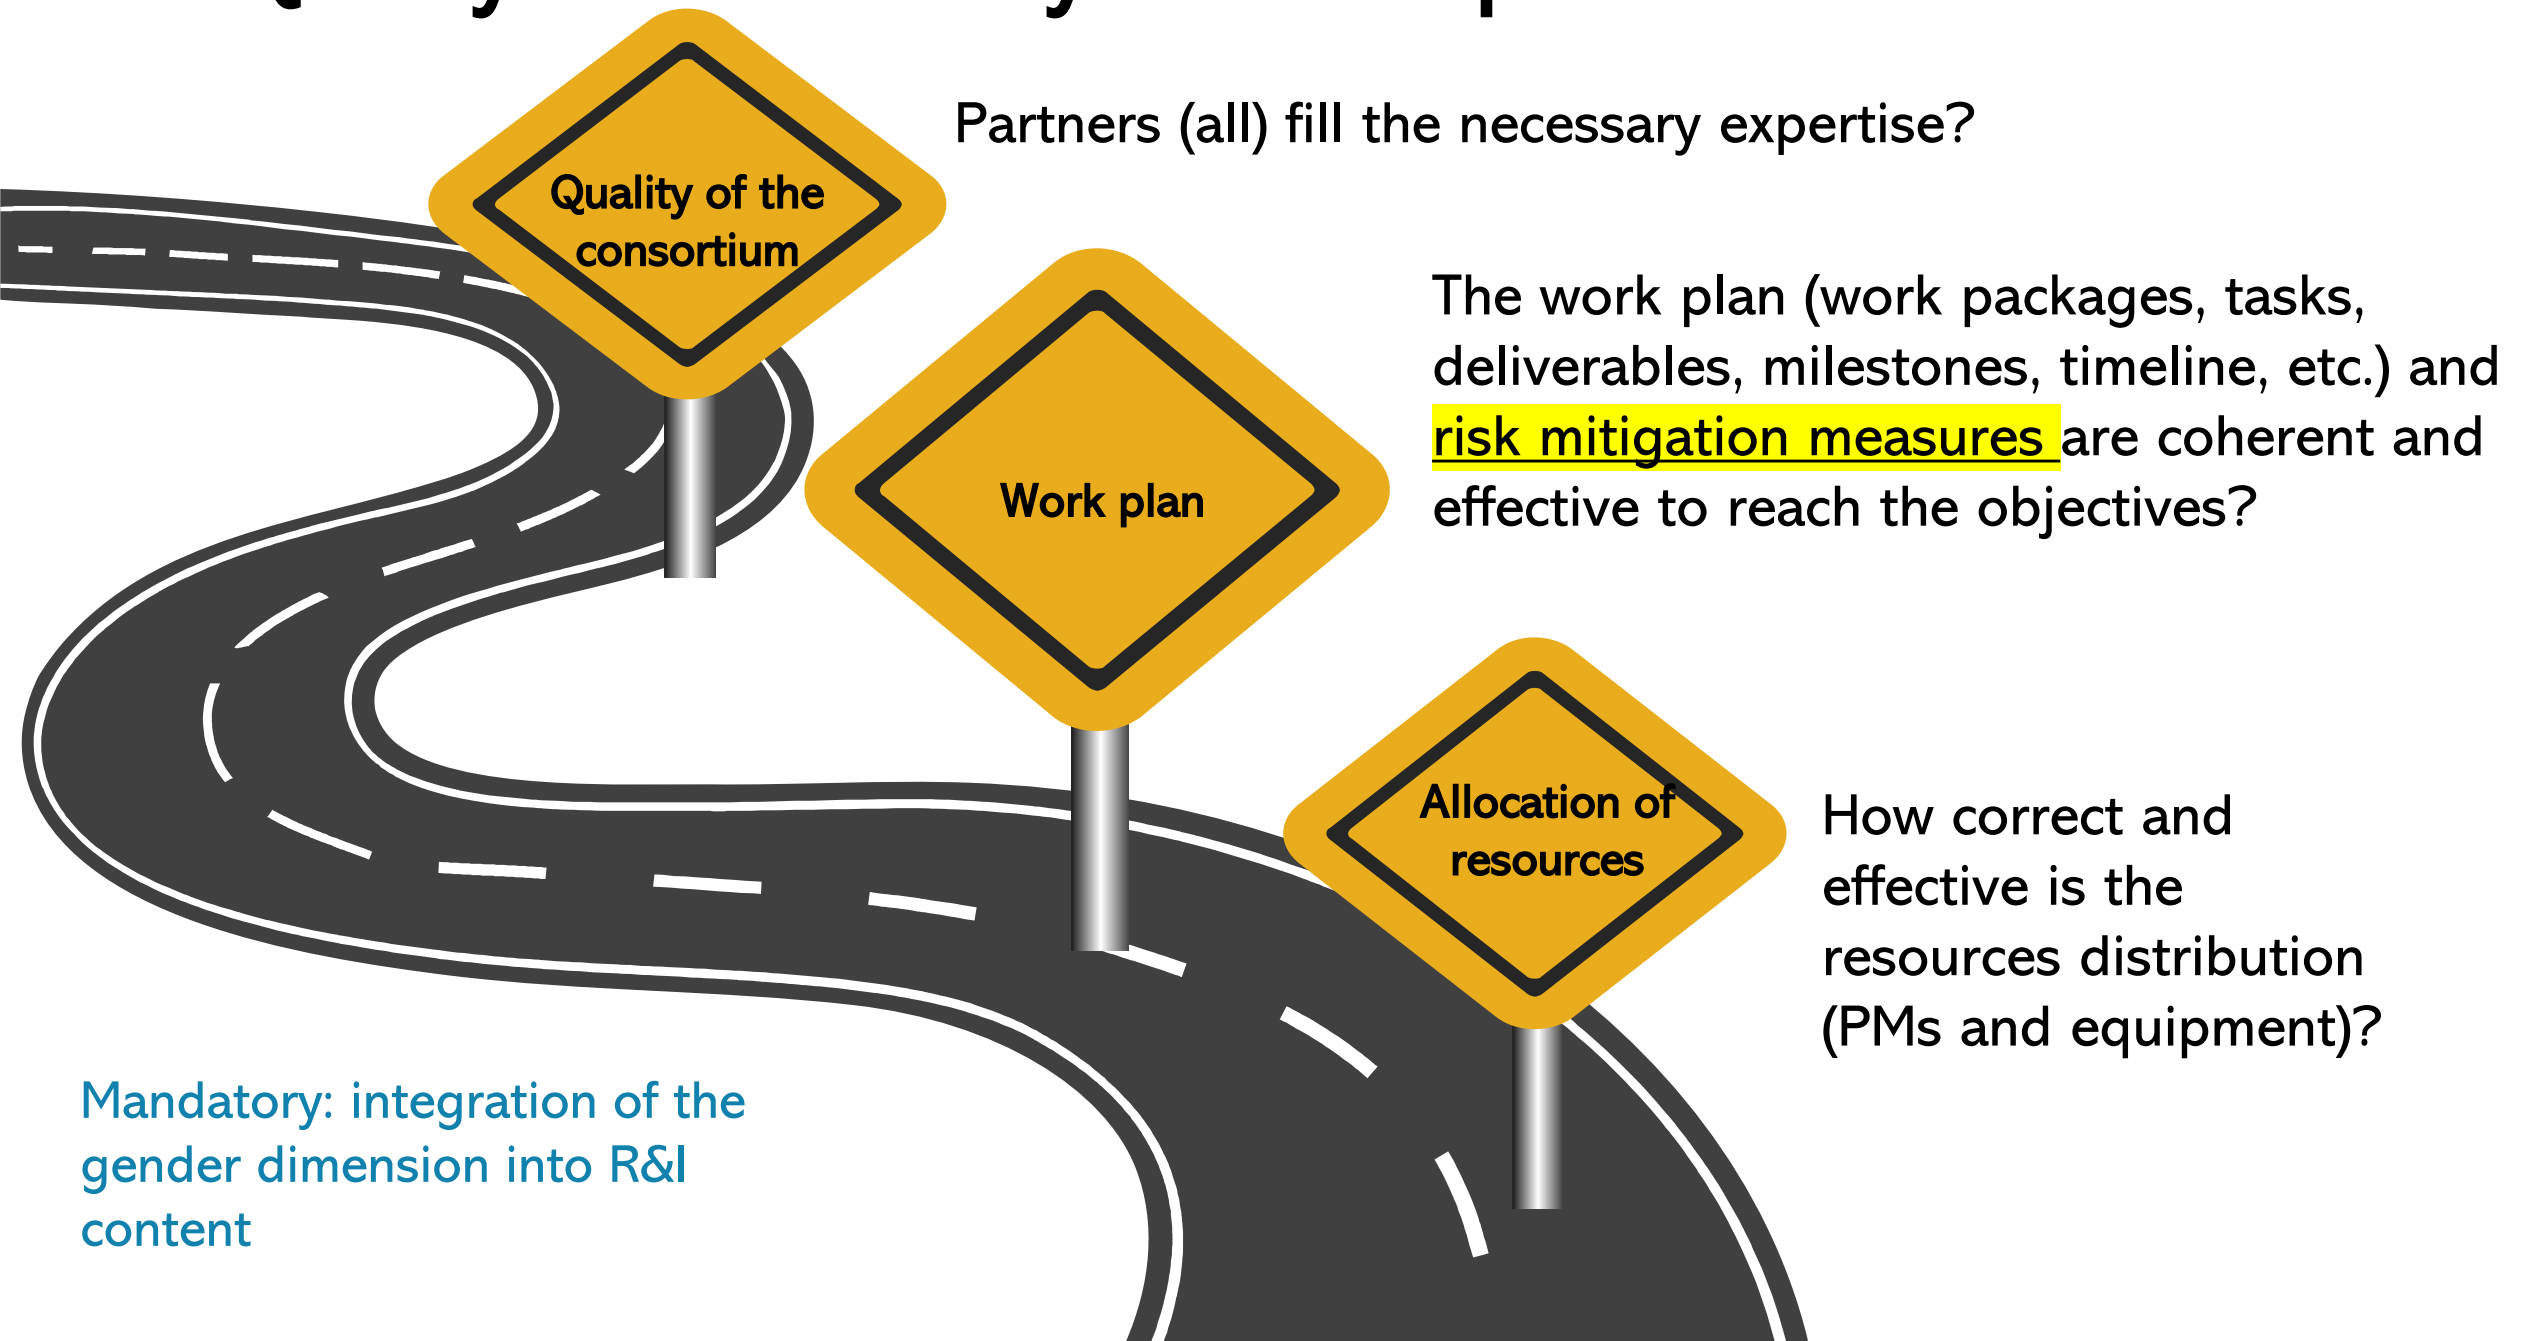 Partners (all) fill the necessary expertise?
Quality of the
consortium
The work plan (work packages, tasks,
deliverables, milestones, timeline, etc.) and
risk mitigation measures are coherent and
effective to reach the objectives?
Work plan
Allocation of
resources
How correct and
effective is the
resources distribution
(PMs and equipment)?
Mandatory: integration of the
gender dimension into R&I
content